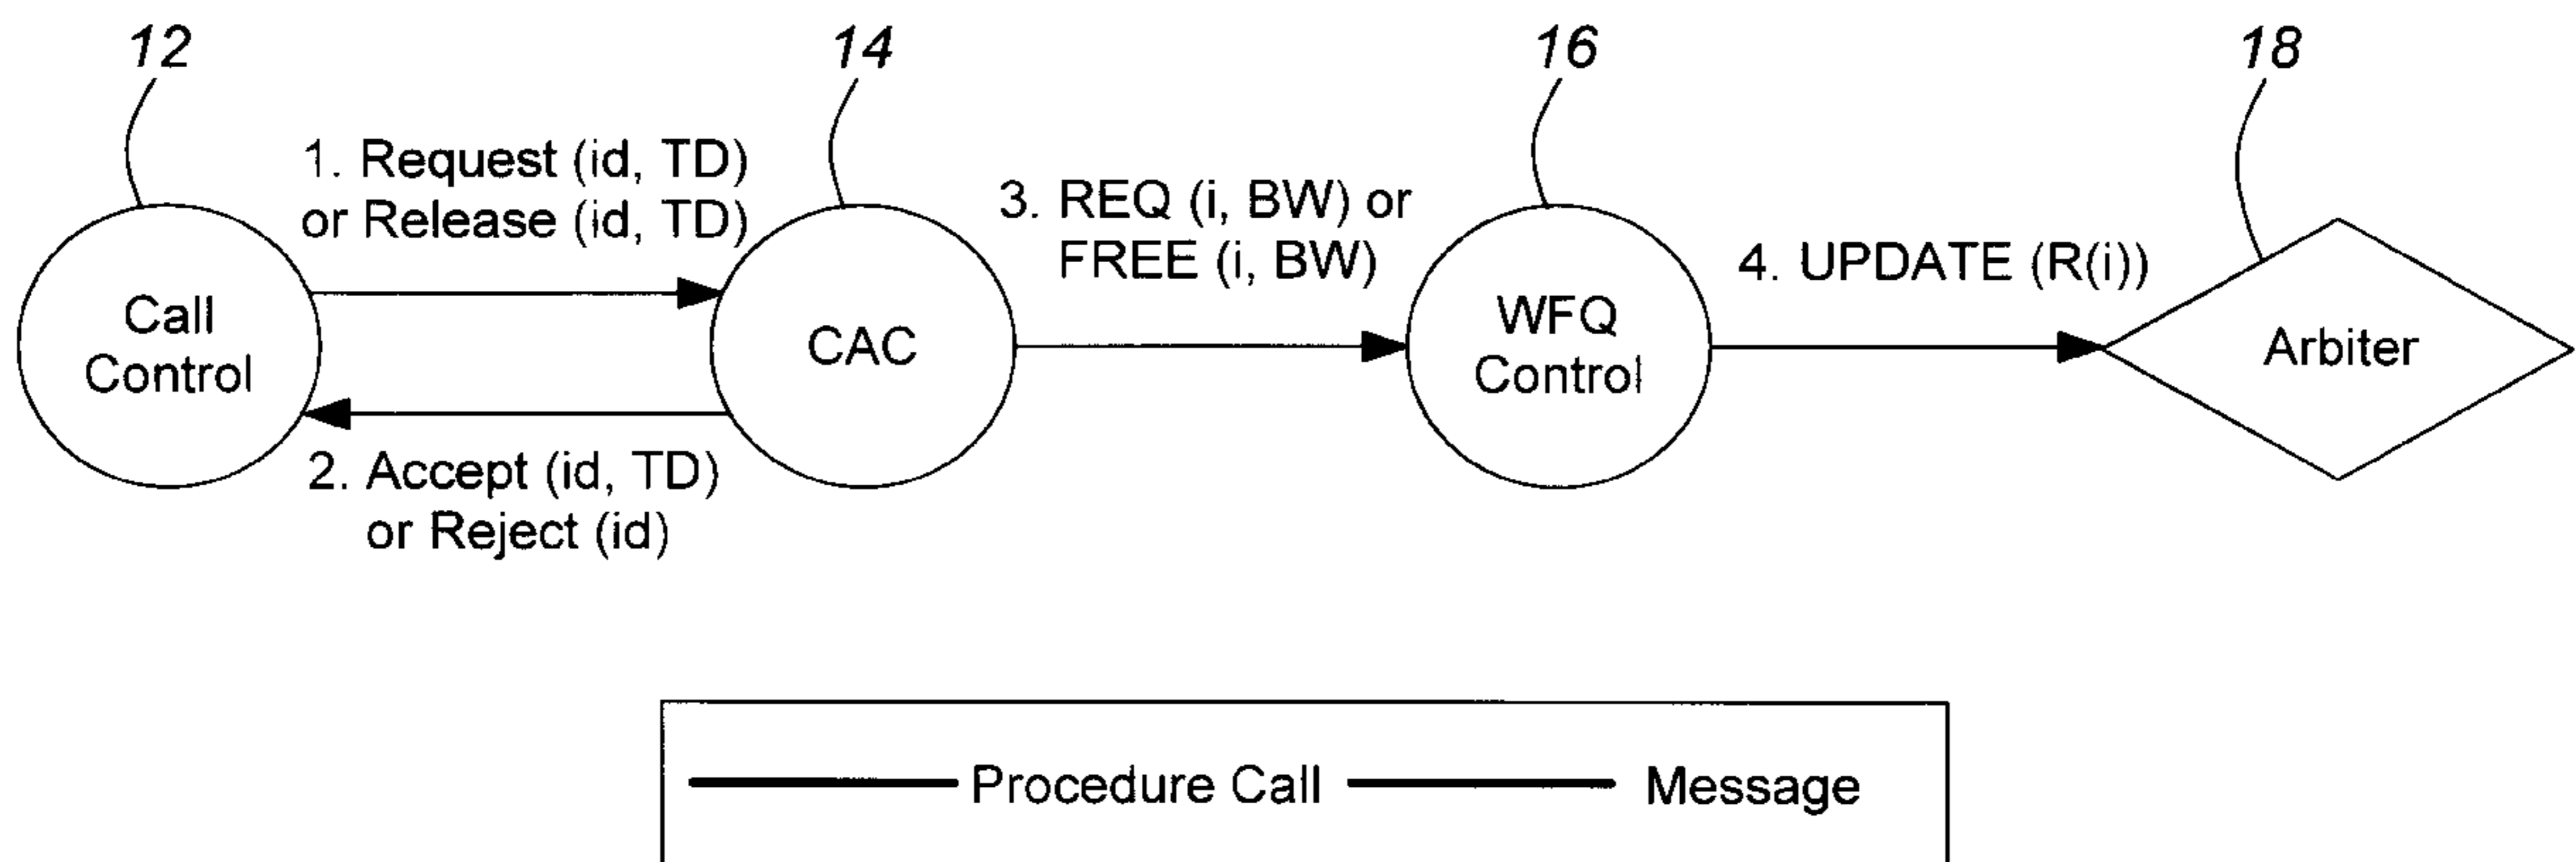 12
14
16
18
1. Request (id, TD)
or Release (id, TD)
3. REQ (i, BW) or
FREE (i, BW)
4. UPDATE (R(i))
Call
Control
CAC
WFQ
Control
Arbiter
2. Accept (id, TD)
or Reject (id)
Procedure Call
Message